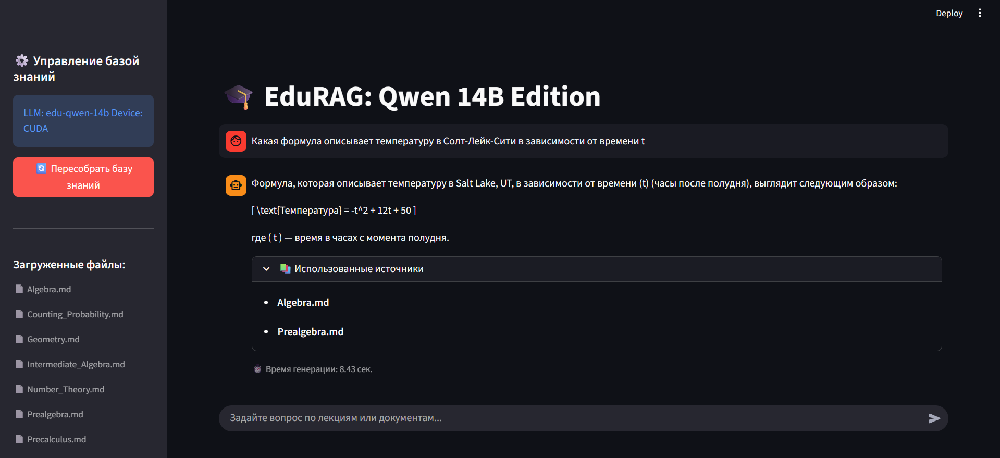 Deploy
Управление базой
знаний
LLM: edu-qwen-14b Device:
CUDA
Пересобрать базу
знаний
Загруженные файлы:
Algebra.md
Counting_Probability.md
Geometry.md
Intermediate_Algebra.md
Number_Theory.md
Prealgebra.md
Precalculus.md
EduRAG: Qwen 14B Edition
Какая формула описывает температуру в Солт-Лейк-Сити в зависимости от времени t
Формула, которая описывает температуру в Salt Lake, UT, в зависимости от времени (t) (часы после полудня), выглядит следующим образом:
[ \text{Температура} = -t^2 + 12t + 50 ]
где ( t ) — время в часах с момента полудня.
Использованные источники
• Algebra.md
• Prealgebra.md
Время генерации: 8.43 сек.
Задайте вопрос по лекциям или документам...